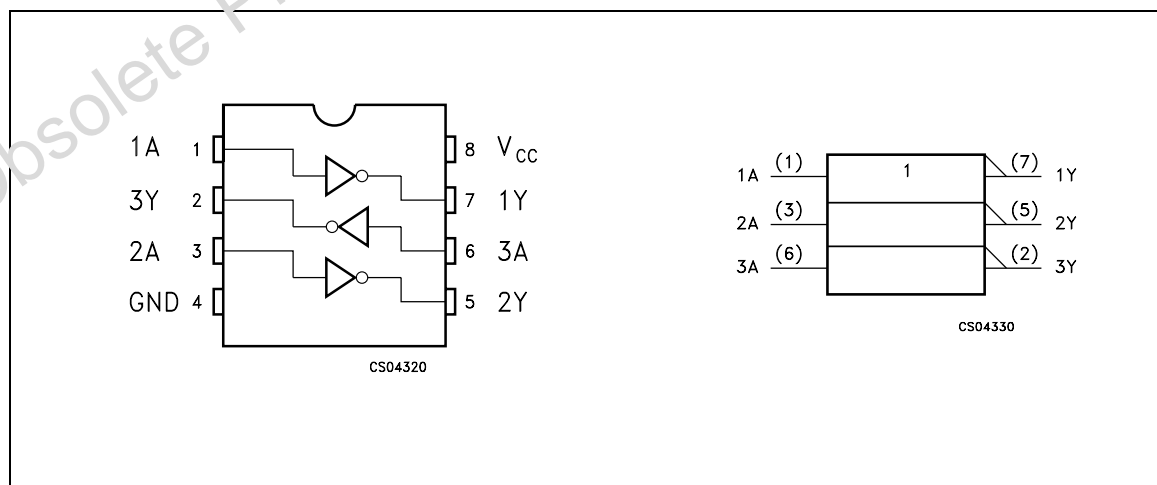 Obsolete Pr
1A 1 8 VCC
3Y 2 7 1Y
2A 3 6 3A
GND 4 5 2Y
CS04320
1 
1A (1) (7) 1Y
2A (3) (5) 2Y
3A (6) (2) 3Y
CS04330